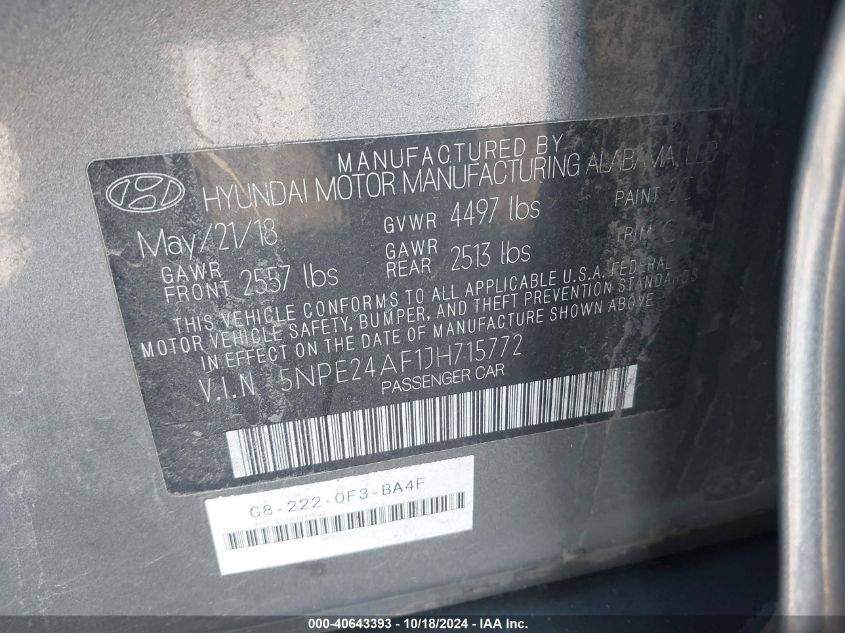 MANUFACTURED BY
HYUNDAI MOTOR MANUFACTURING ALABAMA, LLC
May/21/18 GVWR 4497 lbs PAINT
GAWR FRONT 2557 lbs GAWR REAR 2513 lbs TRIM
THIS VEHICLE CONFORMS TO ALL APPLICABLE U.S.A. FEDERAL
MOTOR VEHICLE SAFETY, BUMPER, AND THEFT PREVENTION STANDARDS
IN EFFECT ON THE DATE OF MANUFACTURE SHOWN ABOVE
V.I.N 5NPE24AF1JH715772
PASSENGER CAR
G8-222-0F3-BA4F
000-40643393 - 10/18/2024 - IAA Inc.